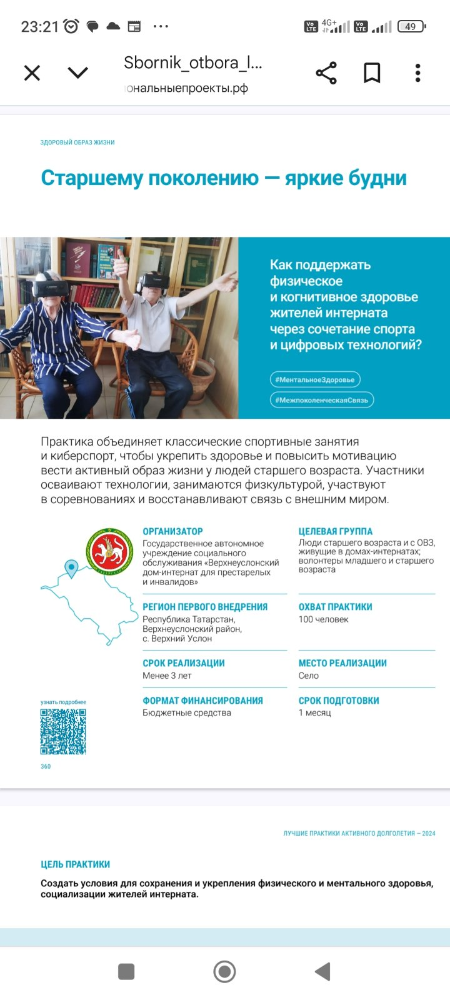 23:21
Vo LTE 4G+ Vo LTE 49
Sbornik_otbora_l...
ональныепроекты.рф
ЗДОРОВЫЙ ОБРАЗ ЖИЗНИ
Старшему поколению — яркие будни
Как поддержать
физическое
и когнитивное здоровье
жителей интерната
через сочетание спорта
и цифровых технологий?
#МентальноеЗдоровье
#МежпоколенческаяСвязь
Практика объединяет классические спортивные занятия
и киберспорт, чтобы укрепить здоровье и повысить мотивацию
вести активный образ жизни у людей старшего возраста. Участники
осваивают технологии, занимаются физкультурой, участвуют
в соревнованиях и восстанавливают связь с внешним миром.
ОРГАНИЗАТОР
Государственное автономное
учреждение социального
обслуживания «Верхнеуслонский
дом-интернат для престарелых
и инвалидов»
ЦЕЛЕВАЯ ГРУППА
Люди старшего возраста и с ОВЗ,
живущие в домах-интернатах;
волонтеры младшего и старшего
возраста
РЕГИОН ПЕРВОГО ВНЕДРЕНИЯ
Республика Татарстан,
Верхнеуслонский район,
с. Верхний Услон
ОХВАТ ПРАКТИКИ
100 человек
СРОК РЕАЛИЗАЦИИ
Менее 3 лет
МЕСТО РЕАЛИЗАЦИИ
Село
ФОРМАТ ФИНАНСИРОВАНИЯ
Бюджетные средства
СРОК ПОДГОТОВКИ
1 месяц
узнать подробнее
360
ЛУЧШИЕ ПРАКТИКИ АКТИВНОГО ДОЛГОЛЕТИЯ — 2024
ЦЕЛЬ ПРАКТИКИ
Создать условия для сохранения и укрепления физического и ментального здоровья,
социализации жителей интерната.